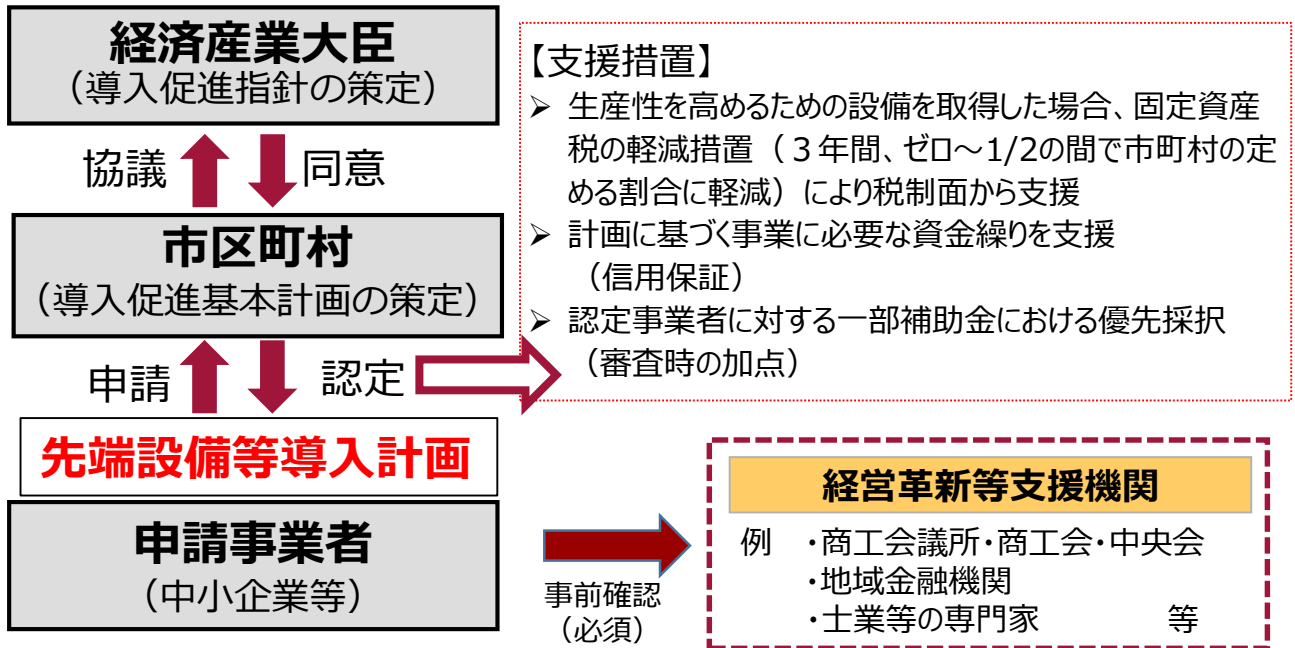 経済産業大臣
（導入促進指針の策定）
協議
同意
市区町村
（導入促進基本計画の策定）
申請
認定
先端設備等導入計画
申請事業者
（中小企業等）
【支援措置】
➢ 生産性を高めるための設備を取得した場合、固定資産
税の軽減措置（３年間、ゼロ～1/2の間で市町村の定
める割合に軽減）により税制面から支援
➢ 計画に基づく事業に必要な資金繰りを支援
（信用保証）
➢ 認定事業者に対する一部補助金における優先採択
（審査時の加点）
事前確認
（必須）
経営革新等支援機関
例 ・商工会議所・商工会・中央会
・地域金融機関
・士業等の専門家 等